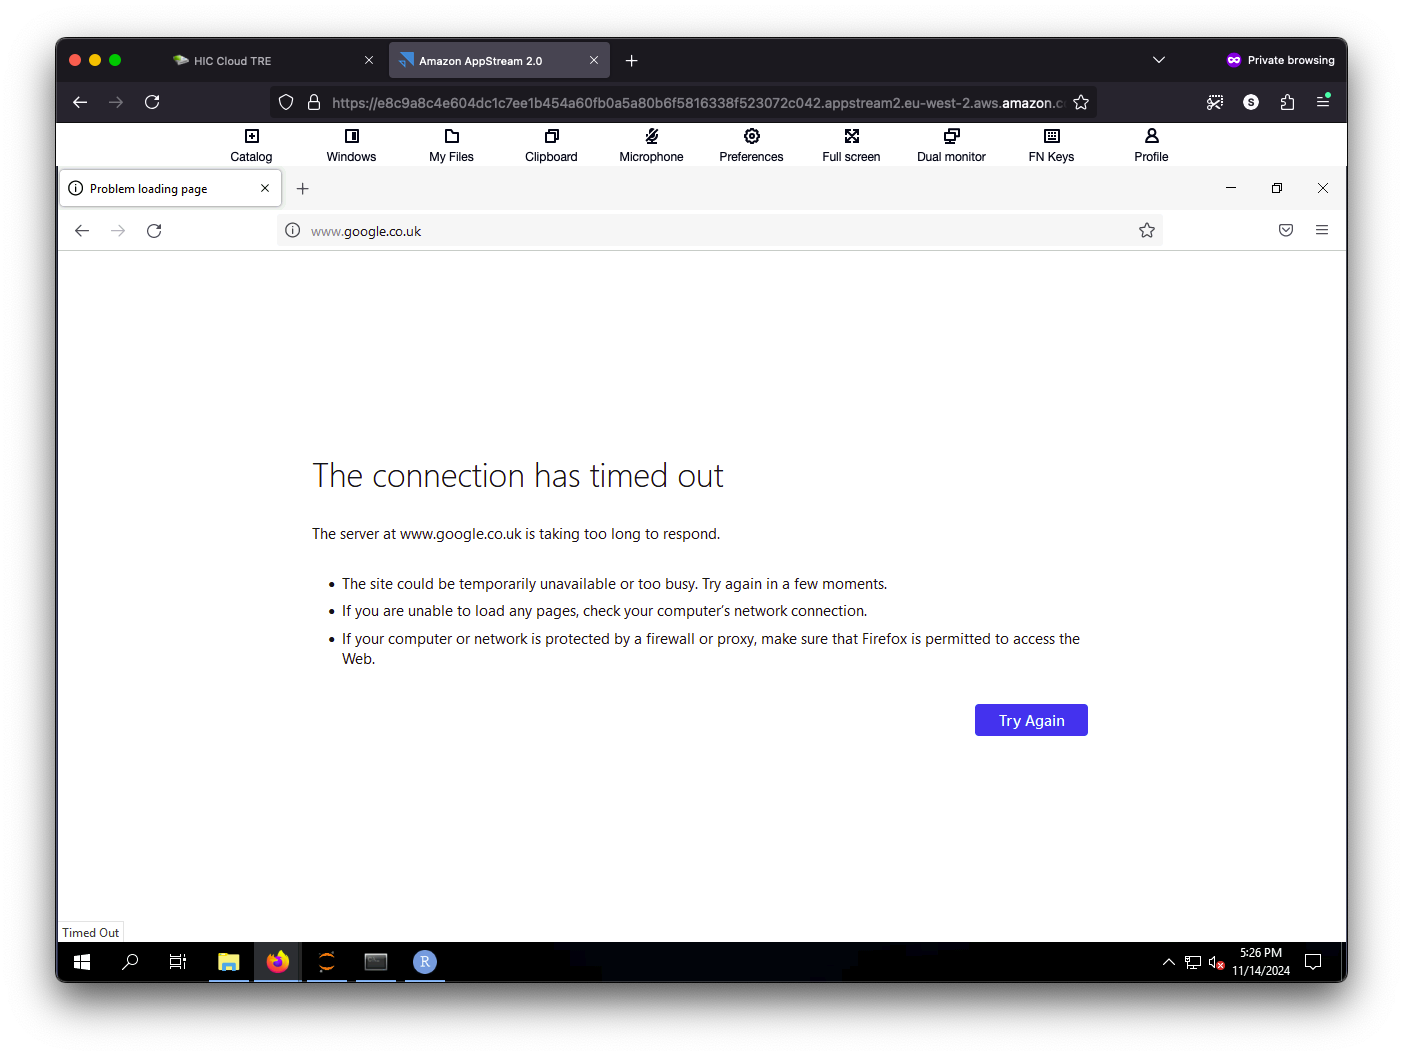 HIC Cloud TRE
Amazon AppStream 2.0
Private browsing
https://e8c9a8c4e604dc1c7ee1b454a60fb0a5a80b6f5816338f523072c042.appstream2.eu-west-2.aws.amazon.c
S
Catalog
Windows
My Files
Clipboard
Microphone
Preferences
Full screen
Dual monitor
FN Keys
Profile
Problem loading page
www.google.co.uk
The connection has timed out
The server at www.google.co.uk is taking too long to respond.
• The site could be temporarily unavailable or too busy. Try again in a few moments.
• If you are unable to load any pages, check your computer’s network connection.
• If your computer or network is protected by a firewall or proxy, make sure that Firefox is permitted to access the
Web.
Try Again
Timed Out
R
5:26 PM
11/14/2024